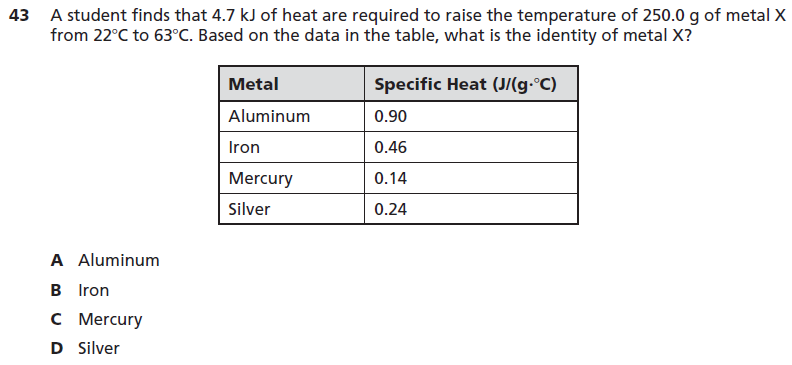 43 A student finds that 4.7 kJ of heat are required to raise the temperature of 250.0 g of metal X
from 22°C to 63°C. Based on the data in the table, what is the identity of metal X?
Metal Specific Heat (J/(g·°C)
Aluminum 0.90
Iron 0.46
Mercury 0.14
Silver 0.24
A Aluminum
B Iron
C Mercury
D Silver